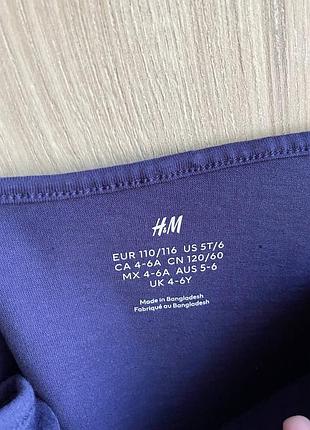 H&M
EUR 110/116 US 5T/6
CA 4-6A CN 120/60
MX 4-6A AUS 5-6
UK 4-6Y
Made in Bangladesh
Fabriqué au Bangladesh